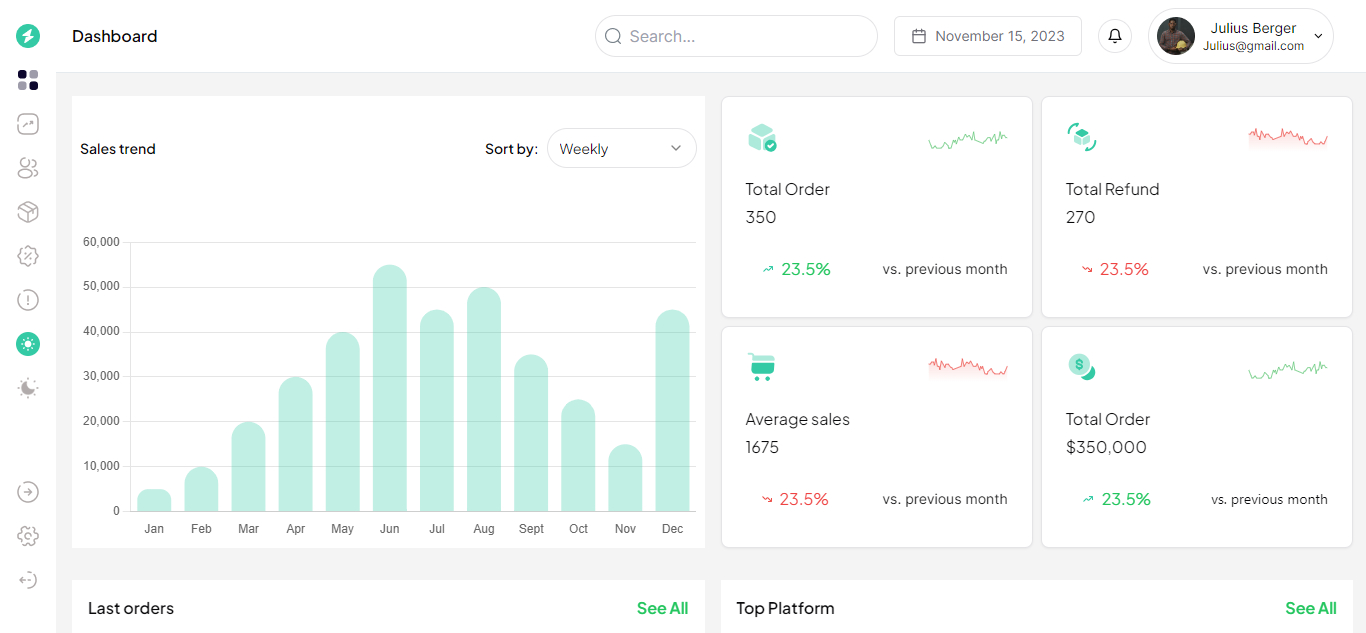 Dashboard
Search...
November 15, 2023
Julius Berger
Julius@gmail.com
Sales trend
Sort by:
Weekly
60,000
50,000
40,000
30,000
20,000
10,000
0
Jan Feb Mar Apr May Jun Jul Aug Sept Oct Nov Dec
Total Order
350
23.5% vs. previous month
Total Refund
270
23.5% vs. previous month
Average sales
1675
23.5% vs. previous month
Total Order
$350,000
23.5% vs. previous month
Last orders
See All
Top Platform
See All